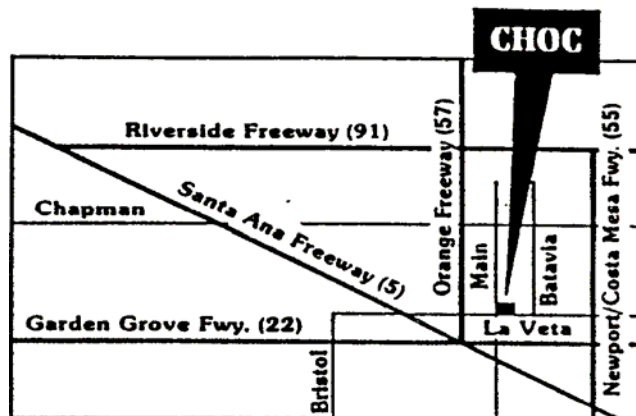 CHOC
Riverside Freeway (91)
Orange Freeway (57)
Newport/Costa Mesa Fwy. (55)
Santa Ana Freeway (5)
Chapman
Main
Batavia
La Veta
Garden Grove Fwy. (22)
Bristol